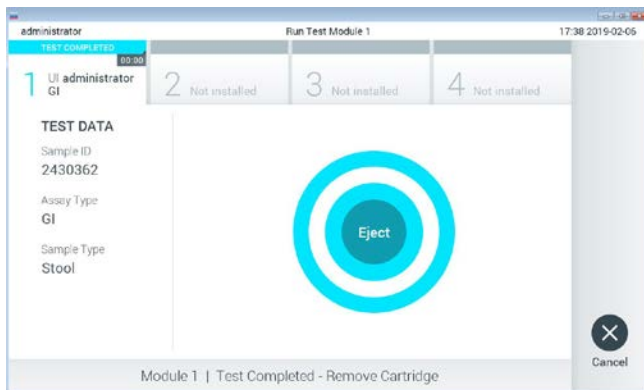 administrator Run Test Module 1 17:38 2019-02-05
TEST COMPLETED
00:00
1 UI administrator
GI
2 Not installed
3 Not installed
4 Not installed
TEST DATA
Sample ID
2430362
Assay Type
GI
Sample Type
Stool
Eject
Cancel
Module 1 | Test Completed - Remove Cartridge